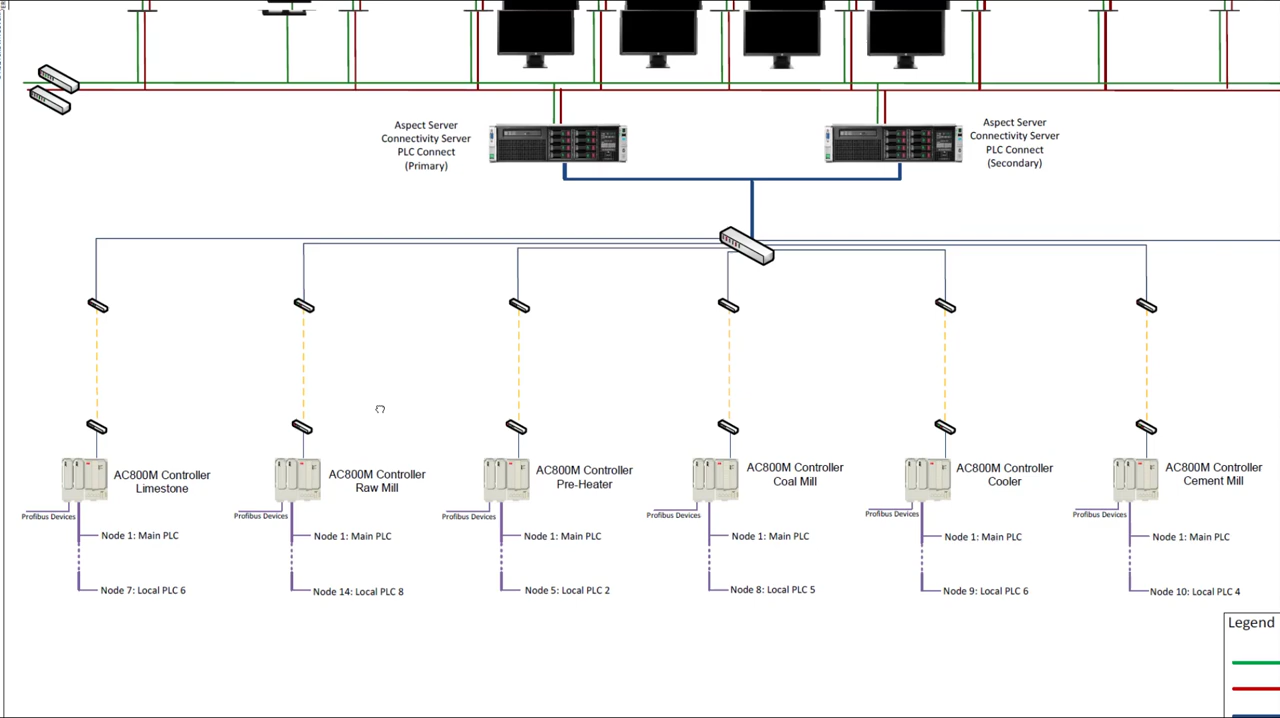 Aspect Server
Connectivity Server
PLC Connect
(Primary)
Aspect Server
Connectivity Server
PLC Connect
(Secondary)
AC800M Controller
Limestone
AC800M Controller
Raw Mill
AC800M Controller
Pre-Heater
AC800M Controller
Coal Mill
AC800M Controller
Cooler
AC800M Controller
Cement Mill
Profibus Devices
Profibus Devices
Profibus Devices
Profibus Devices
Profibus Devices
Profibus Devices
Node 1: Main PLC
Node 1: Main PLC
Node 1: Main PLC
Node 1: Main PLC
Node 1: Main PLC
Node 1: Main PLC
Node 7: Local PLC 6
Node 14: Local PLC 8
Node 5: Local PLC 2
Node 8: Local PLC 5
Node 9: Local PLC 6
Node 10: Local PLC 4
Legend